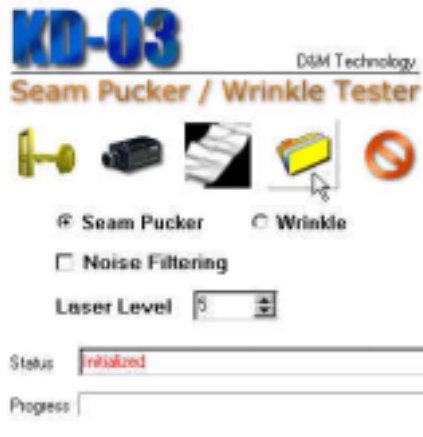 KD-03
D&M Technology
Seam Pucker / Wrinkle Tester
Seam Pucker Wrinkle
Noise Filtering
Laser Level 5
Status Initialized
Progress